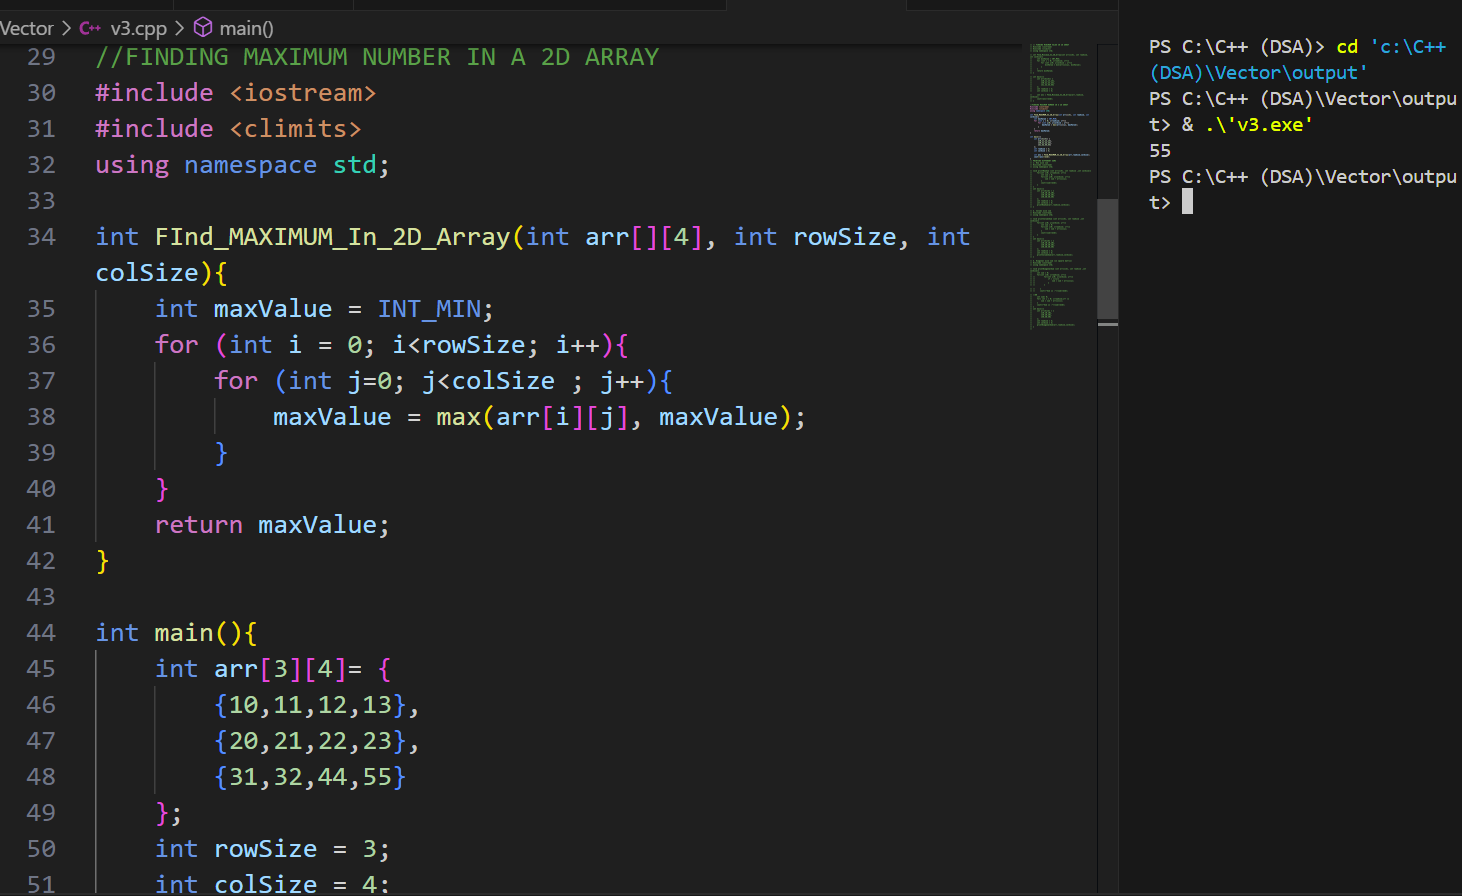 Vector > C++ v3.cpp > main()
29 //FINDING MAXIMUM NUMBER IN A 2D ARRAY
30 #include <iostream>
31 #include <climits>
32 using namespace std;
33
34 int FInd_MAXIMUM_In_2D_Array(int arr[][4], int rowSize, int
colSize){
35     int maxValue = INT_MIN;
36     for (int i = 0; i<rowSize; i++){
37         for (int j=0; j<colSize ; j++){
38             maxValue = max(arr[i][j], maxValue);
39         }
40     }
41     return maxValue;
42 }
43
44 int main(){
45     int arr[3][4]= {
46         {10,11,12,13},
47         {20,21,22,23},
48         {31,32,44,55}
49     };
50     int rowSize = 3;
51     int colSize = 4;
PS C:\C++ (DSA)> cd 'c:\C++
(DSA)\Vector\output'
PS C:\C++ (DSA)\Vector\outpu
t> & .\'v3.exe'
55
PS C:\C++ (DSA)\Vector\outpu
t>